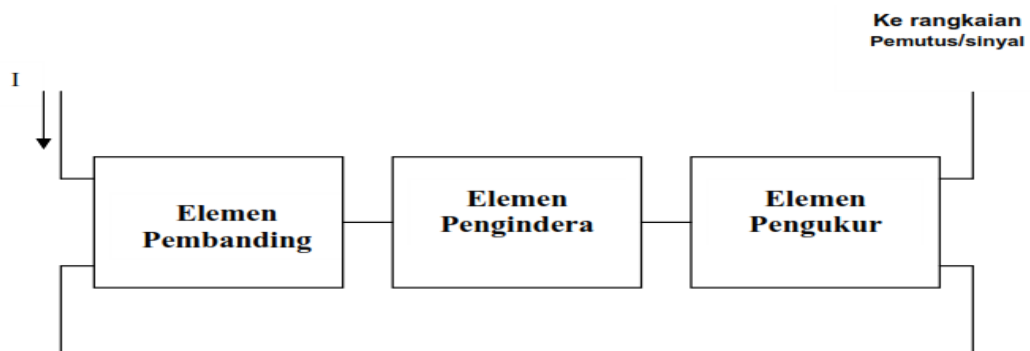 Ke rangkaian
Pemutus/sinyal
I
Elemen
Pembanding
Elemen
Pengindera
Elemen
Pengukur